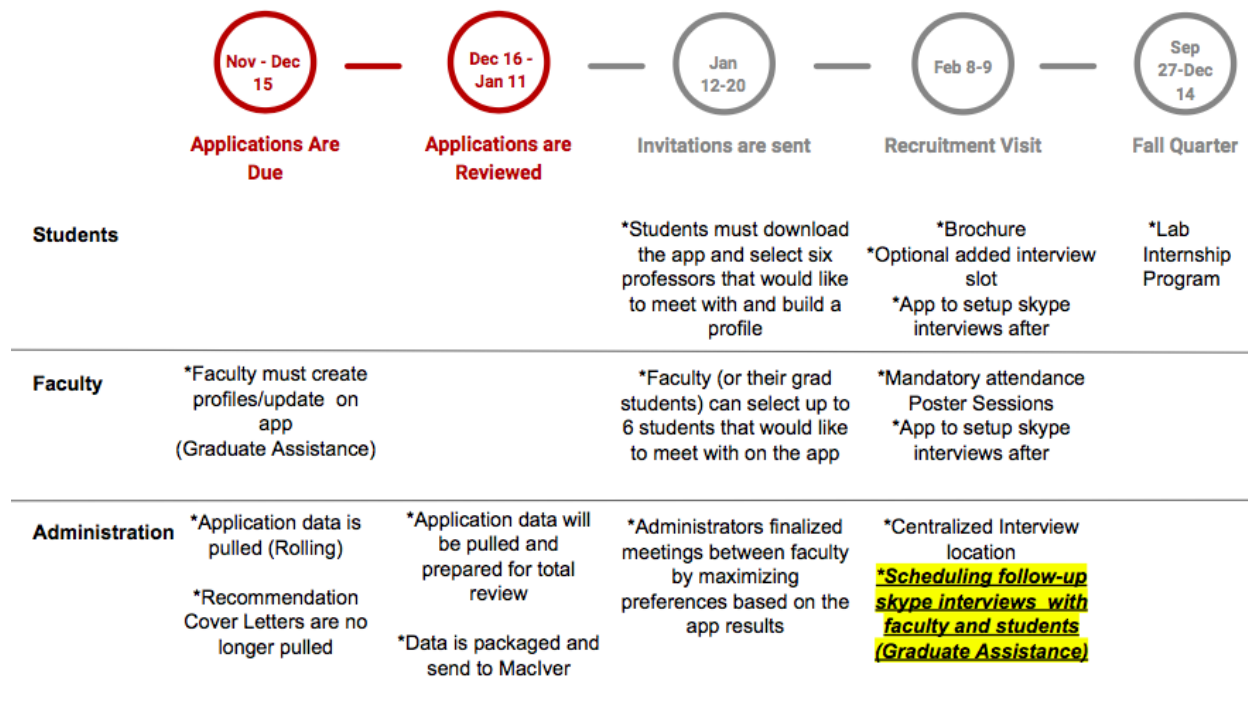 Nov - Dec
15
Dec 16 -
Jan 11
Jan
12-20
Feb 8-9
Sep
27-Dec
14
Applications Are
Due
Applications are
Reviewed
Invitations are sent
Recruitment Visit
Fall Quarter
Students
*Students must download
the app and select six
professors that would like
to meet with and build a
profile
*Brochure
*Optional added interview
slot
*App to setup skype
interviews after
*Lab
Internship
Program
Faculty
*Faculty must create
profiles/update on
app
(Graduate Assistance)
*Faculty (or their grad
students) can select up to
6 students that would like
to meet with on the app
*Mandatory attendance
Poster Sessions
*App to setup skype
interviews after
Administration
*Application data is
pulled (Rolling)
*Recommendation
Cover Letters are no
longer pulled
*Application data will
be pulled and
prepared for total
review
*Data is packaged and
send to MacIver
*Administrators finalized
meetings between faculty
by maximizing
preferences based on the
app results
*Centralized Interview
location
*Scheduling follow-up
skype interviews with
faculty and students
(Graduate Assistance)